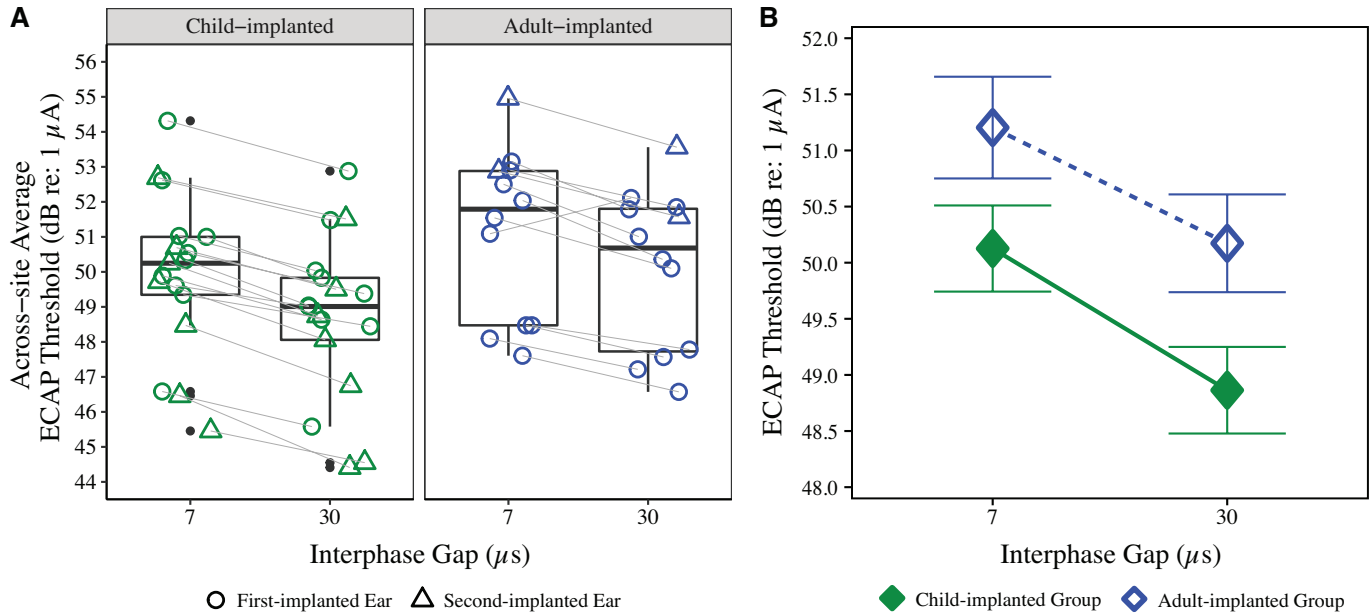 A
Child−implanted
Adult−implanted
Across-site Average
ECAP Threshold (dB re: 1 µA)
56
55
54
53
52
51
50
49
48
47
46
45
44
7
30
7
30
Interphase Gap (µs)
First-implanted Ear
Second-implanted Ear
B
ECAP Threshold (dB re: 1 µA)
52.0
51.5
51.0
50.5
50.0
49.5
49.0
48.5
48.0
7
30
Interphase Gap (µs)
Child-implanted Group
Adult-implanted Group